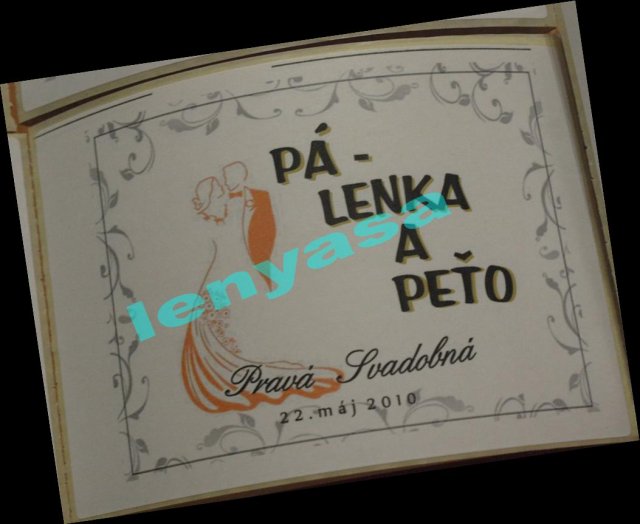 PÁ -
LENKA
A
PEŤO
lenyasa
Pravá Svadobná
22. máj 2010